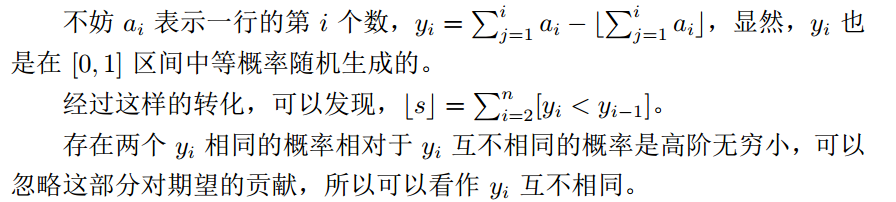 不妨 $a_i$ 表示一行的第 $i$ 个数，$y_i = \sum_{j=1}^{i} a_i - \lfloor \sum_{j=1}^{i} a_i \rfloor$，显然，$y_i$ 也
是在 $[0, 1]$ 区间中等概率随机生成的。
经过这样的转化，可以发现，$\lfloor s \rfloor = \sum_{i=2}^{n} [y_i < y_{i-1}]$。
存在两个 $y_i$ 相同的概率相对于 $y_i$ 互不相同的概率是高阶无穷小，可以
忽略这部分对期望的贡献，所以可以看作 $y_i$ 互不相同。